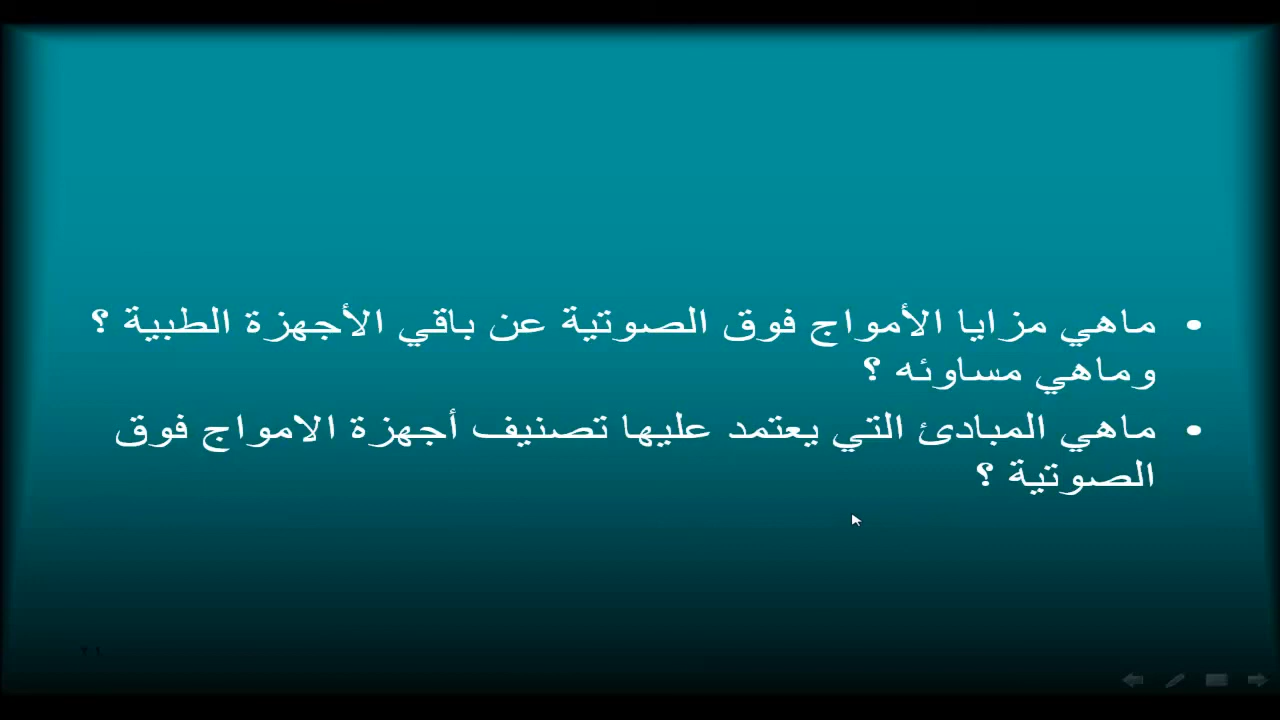 • ماهي مزايا الأمواج فوق الصوتية عن باقي الأجهزة الطبية ؟
وماهي مساوئه ؟
• ماهي المبادئ التي يعتمد عليها تصنيف أجهزة الامواج فوق
الصوتية ؟